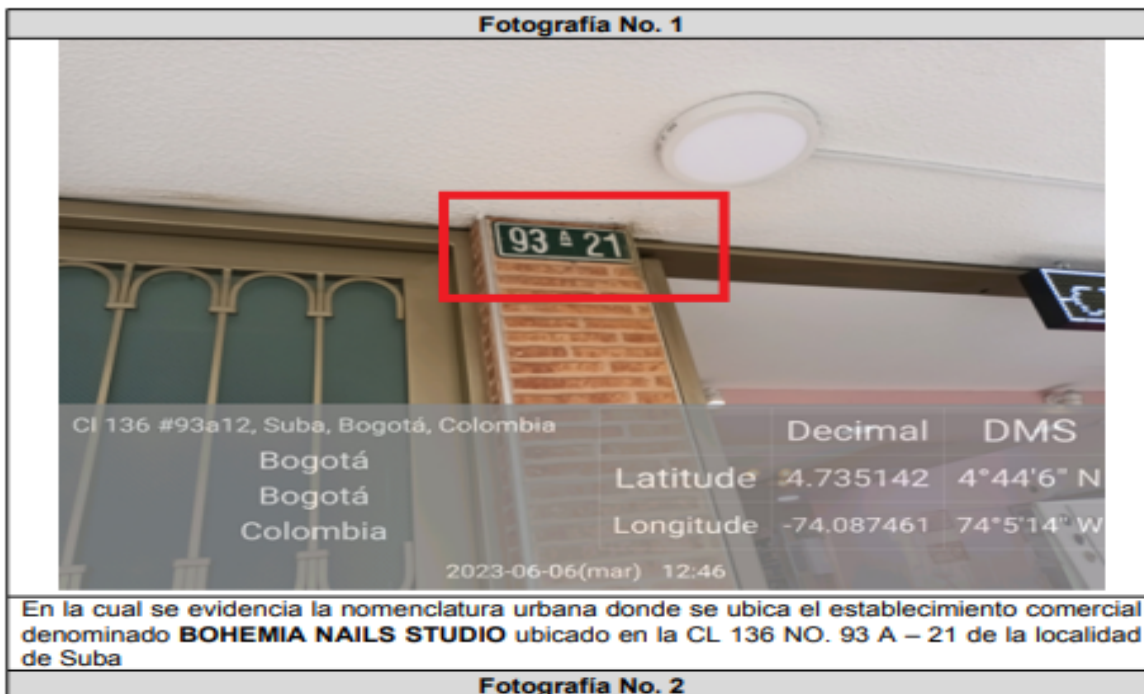 Fotografía No. 1
93 A 21
Cl 136 #93a12, Suba, Bogotá, Colombia
Bogotá
Bogotá
Colombia
Decimal DMS
Latitude 4.735142 4°44'6" N
Longitude -74.087461 74°5'14" W
2023-06-06(mar) 12:46
En la cual se evidencia la nomenclatura urbana donde se ubica el establecimiento comercial
denominado BOHEMIA NAILS STUDIO ubicado en la CL 136 NO. 93 A – 21 de la localidad
de Suba
Fotografía No. 2